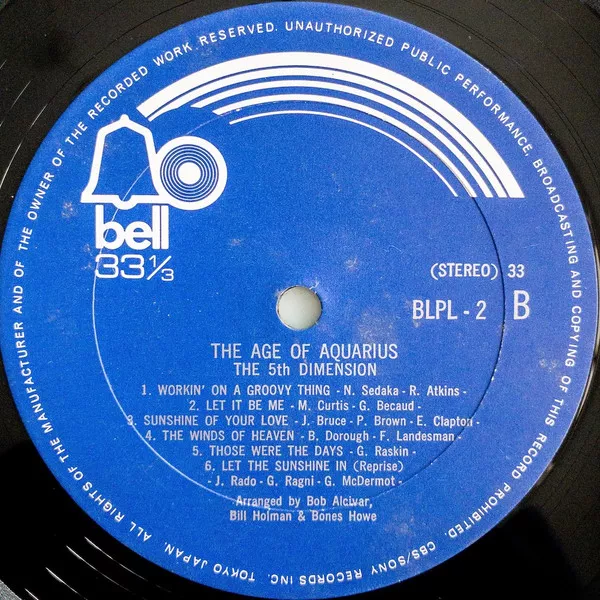 ALL RIGHTS OF THE MANUFACTURER AND OF THE OWNER OF THE RECORDED WORK RESERVED. UNAUTHORIZED PUBLIC PERFORMANCE, BROADCASTING AND COPYING OF THIS RECORD PROHIBITED. CBS/SONY RECORDS INC. TOKYO JAPAN.
bell
33 1/3
(STEREO) 33
BLPL - 2 B
THE AGE OF AQUARIUS
THE 5th DIMENSION
1. WORKIN' ON A GROOVY THING - N. Sedaka - R. Atkins -
2. LET IT BE ME - M. Curtis - G. Becaud -
3. SUNSHINE OF YOUR LOVE - J. Bruce - P. Brown - E. Clapton -
4. THE WINDS OF HEAVEN - B. Dorough - F. Landesman -
5. THOSE WERE THE DAYS - G. Raskin -
6. LET THE SUNSHINE IN (Reprise)
- J. Rado - G. Ragni - G. McDermot -
Arranged by Bob Alcivar,
Bill Holman & Bones Howe